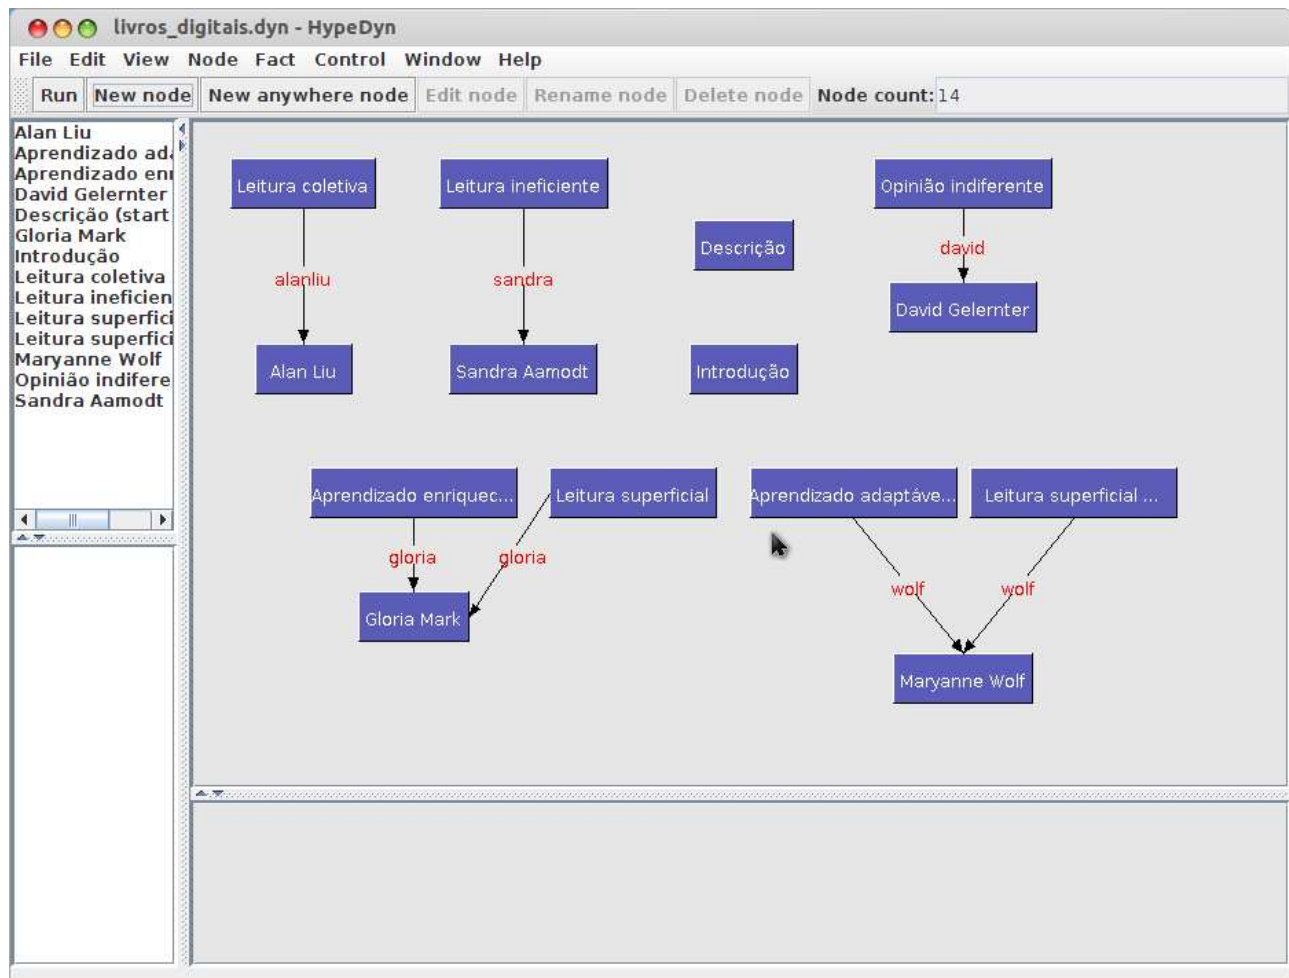 livros_digitais.dyn - HypeDyn
File Edit View Node Fact Control Window Help
Run New node New anywhere node Edit node Rename node Delete node Node count: 14
Alan Liu
Aprendizado ada
Aprendizado enr
David Gelernter
Descrição (start
Gloria Mark
Introdução
Leitura coletiva
Leitura ineficien
Leitura superfici
Leitura superfici
Maryanne Wolf
Opinião indifere
Sandra Aamodt
Leitura coletiva Leitura ineficiente Opinião indiferente
Descrição david
alanliu sandra
David Gelernter
Alan Liu Sandra Aamodt Introdução
Aprendizado enriquec... Leitura superficial Aprendizado adaptáve... Leitura superficial ...
gloria gloria
wolf wolf
Gloria Mark
Maryanne Wolf